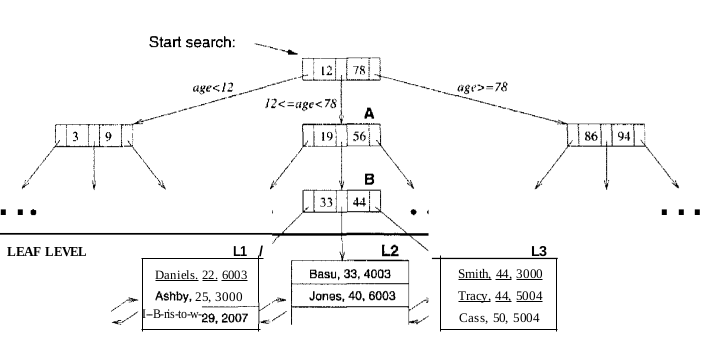 Start search:
12 78
age<12
12<=age<78
age>=78
A
3 9
19 56
86 94
B
33 44
LEAF LEVEL
L1
L2
L3
Daniels. 22, 6003
Ashby, 25, 3000
I–B-ris-to-w-29, 2007
Basu, 33, 4003
Jones, 40, 6003
Smith, 44, 3000
Tracy, 44, 5004
Cass, 50, 5004